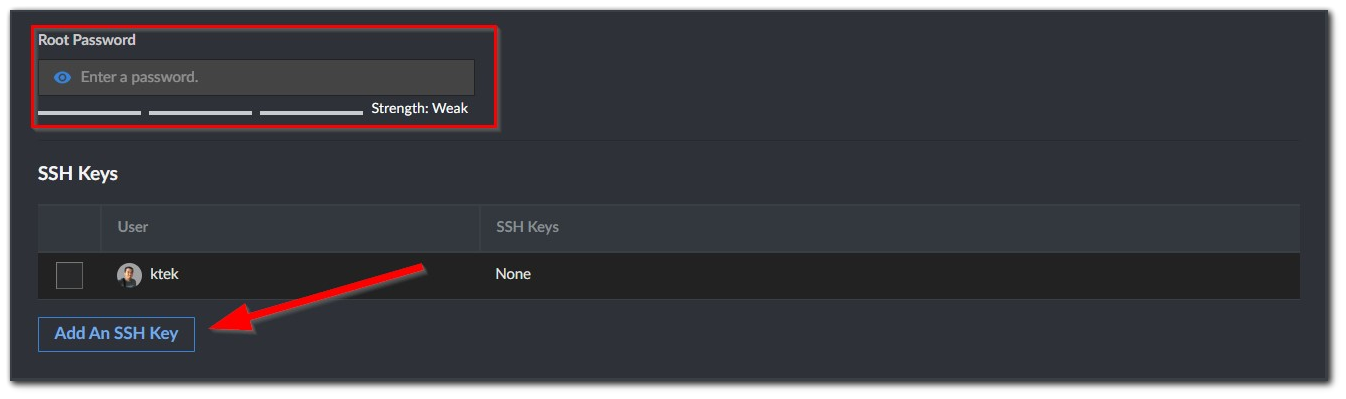 Root Password
Enter a password.
Strength: Weak
SSH Keys
User SSH Keys
ktek None
Add An SSH Key